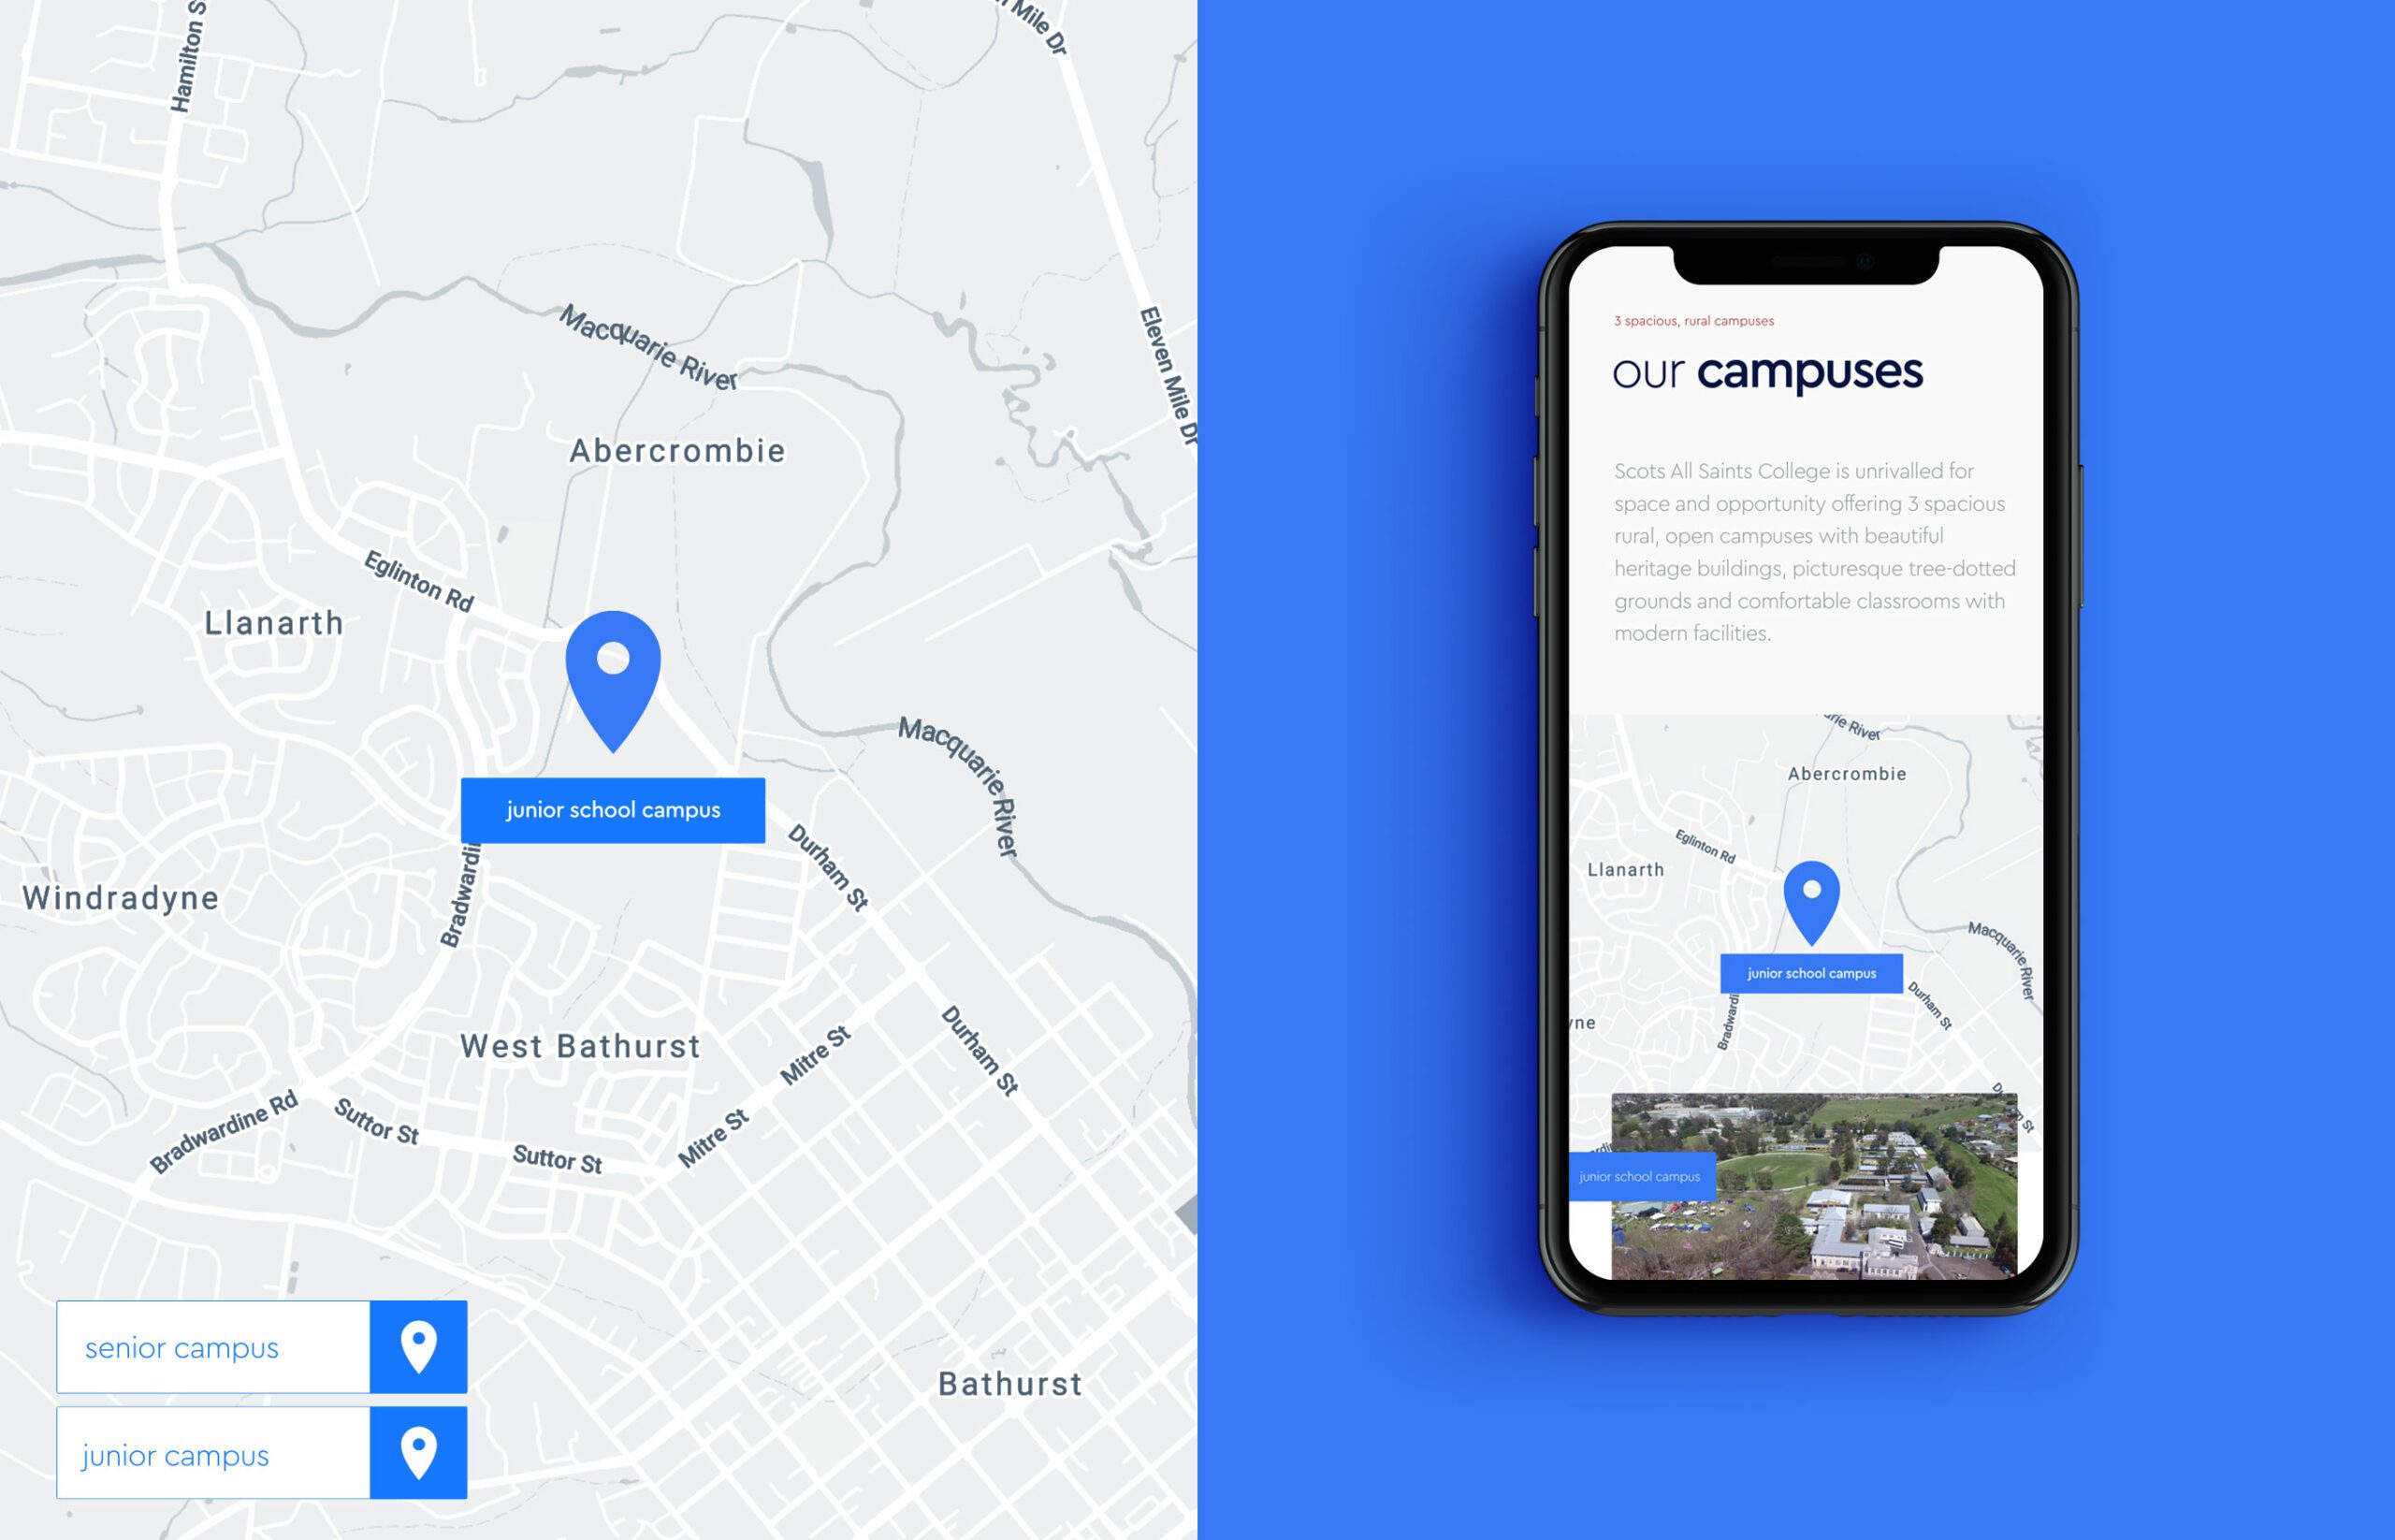 Hamilton S
Mile Dr
Eleven Mile Dr
Macquarie River
Abercrombie
Eglinton Rd
Llanarth
junior school campus
Macquarie River
Durham St
Windradyne
Bradwardi
West Bathurst
Mitre St
Durham St
Bradwardine Rd
Suttor St
Suttor St
Mitre St
senior campus
junior campus
Bathurst
3 spacious, rural campuses
our campuses
Scots All Saints College is unrivalled for
space and opportunity offering 3 spacious
rural, open campuses with beautiful
heritage buildings, picturesque tree-dotted
grounds and comfortable classrooms with
modern facilities.
rie River
Abercrombie
Eglinton Rd
Llanarth
junior school campus
Macquarie River
Durham St
yne
Bradwardi
junior school campus